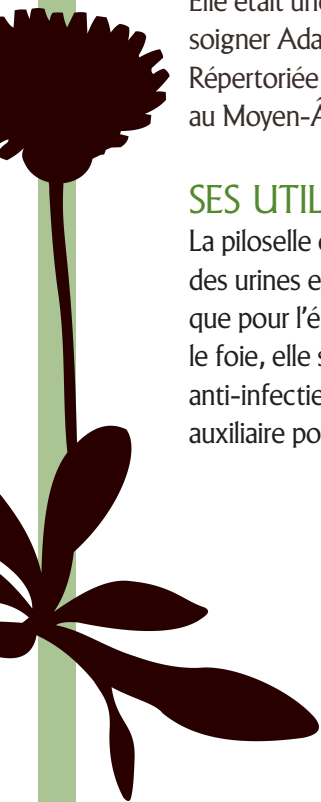 Elle était une
soigner Ada
Répertoriée
au Moyen-Â
SES UTIL
La piloselle
des urines e
que pour l'é
le foie, elle s
anti-infectie
auxiliaire po